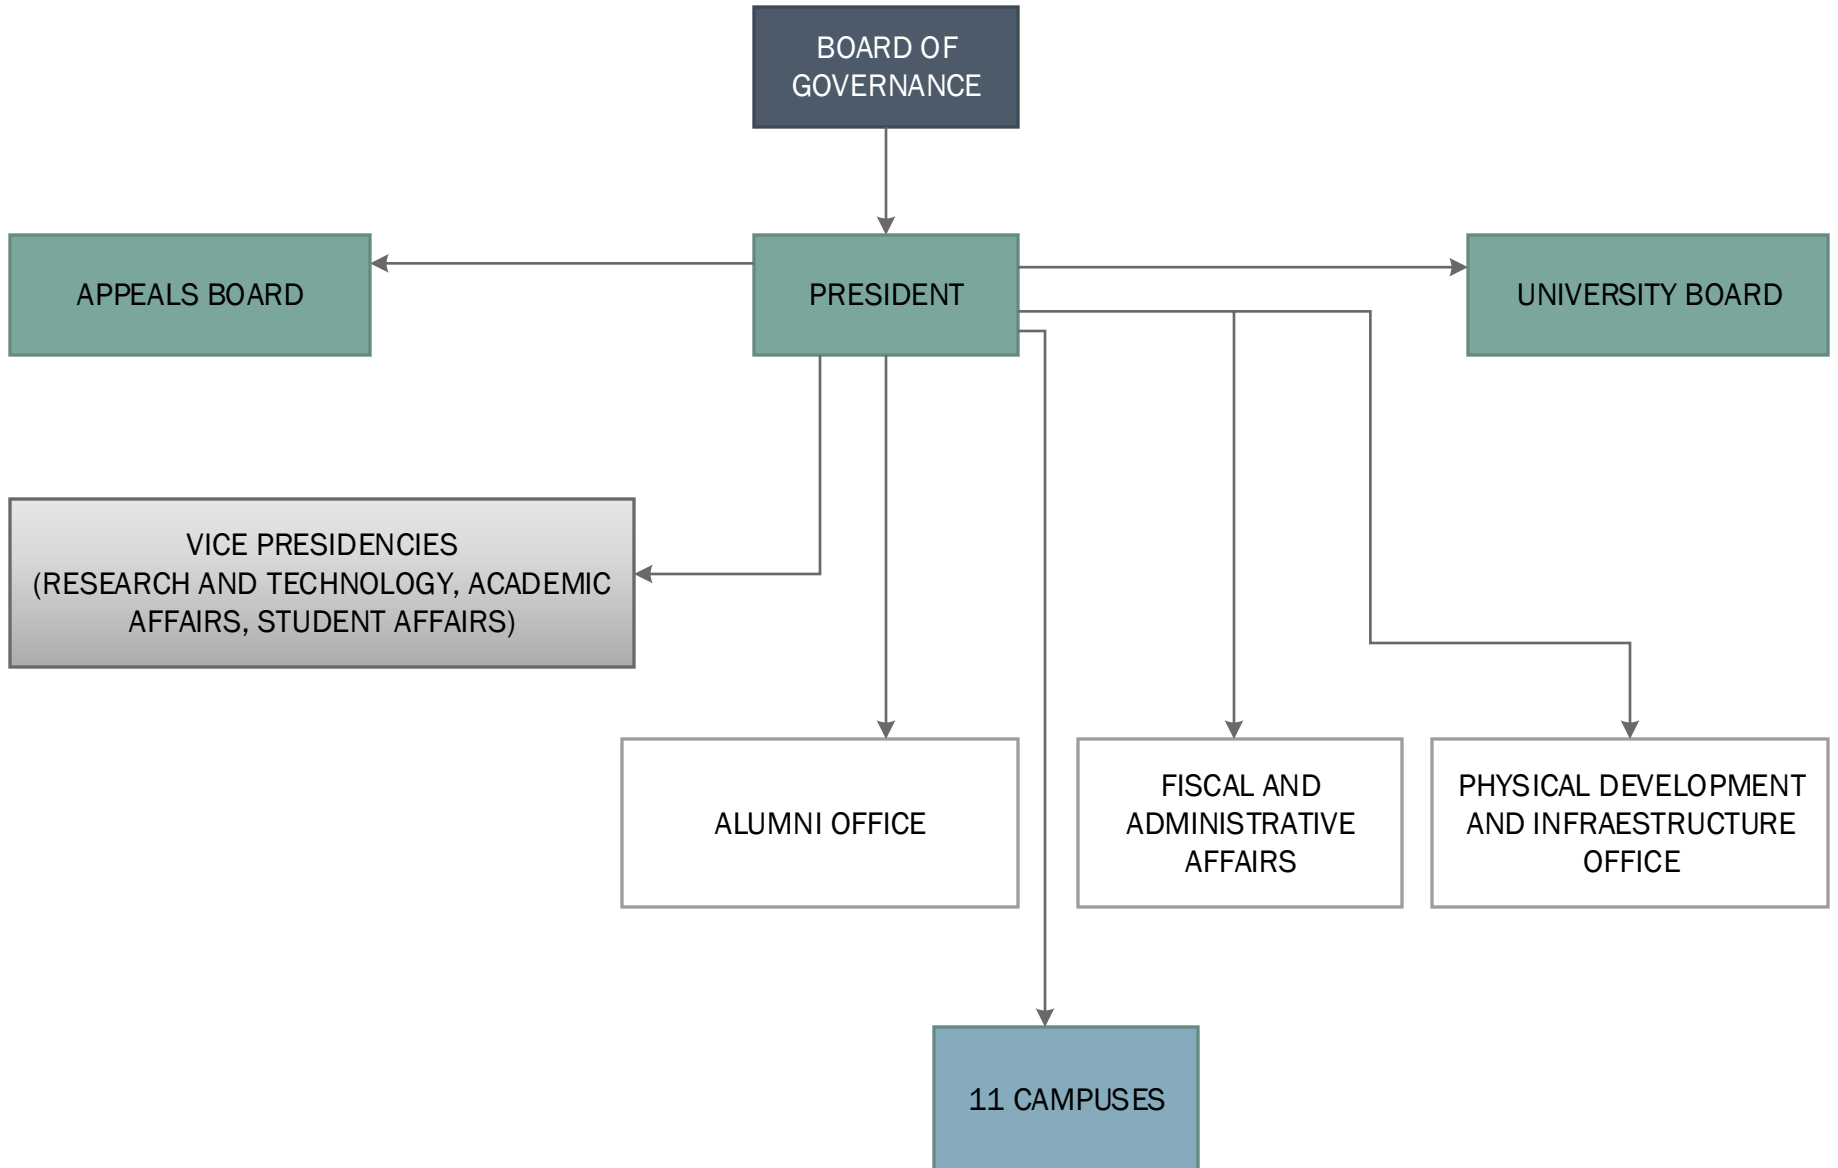 BOARD OF
GOVERNANCE
APPEALS BOARD
PRESIDENT
UNIVERSITY BOARD
VICE PRESIDENCIES
(RESEARCH AND TECHNOLOGY, ACADEMIC
AFFAIRS, STUDENT AFFAIRS)
ALUMNI OFFICE
FISCAL AND
ADMINISTRATIVE
AFFAIRS
PHYSICAL DEVELOPMENT
AND INFRAESTRUCTURE
OFFICE
11 CAMPUSES